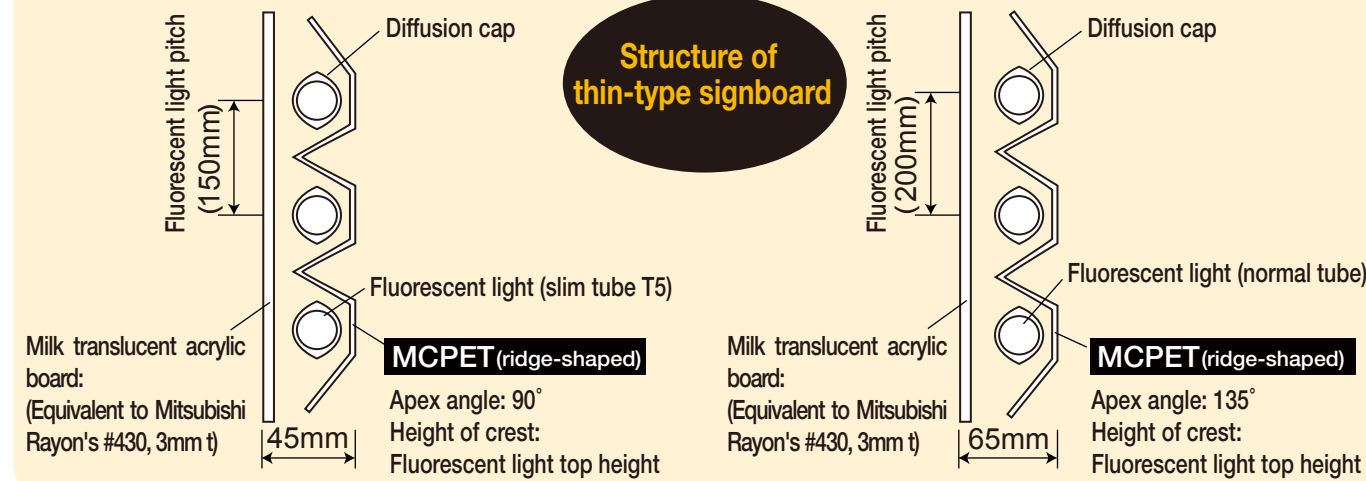 Structure of
thin-type signboard
Fluorescent light pitch
(150mm)
Diffusion cap
Fluorescent light (slim tube T5)
Milk translucent acrylic
board:
(Equivalent to Mitsubishi
Rayon's #430, 3mm t)
45mm
MCPET (ridge-shaped)
Apex angle: 90°
Height of crest:
Fluorescent light top height
Fluorescent light pitch
(200mm)
Diffusion cap
Fluorescent light (normal tube)
Milk translucent acrylic
board:
(Equivalent to Mitsubishi
Rayon's #430, 3mm t)
65mm
MCPET (ridge-shaped)
Apex angle: 135°
Height of crest:
Fluorescent light top height